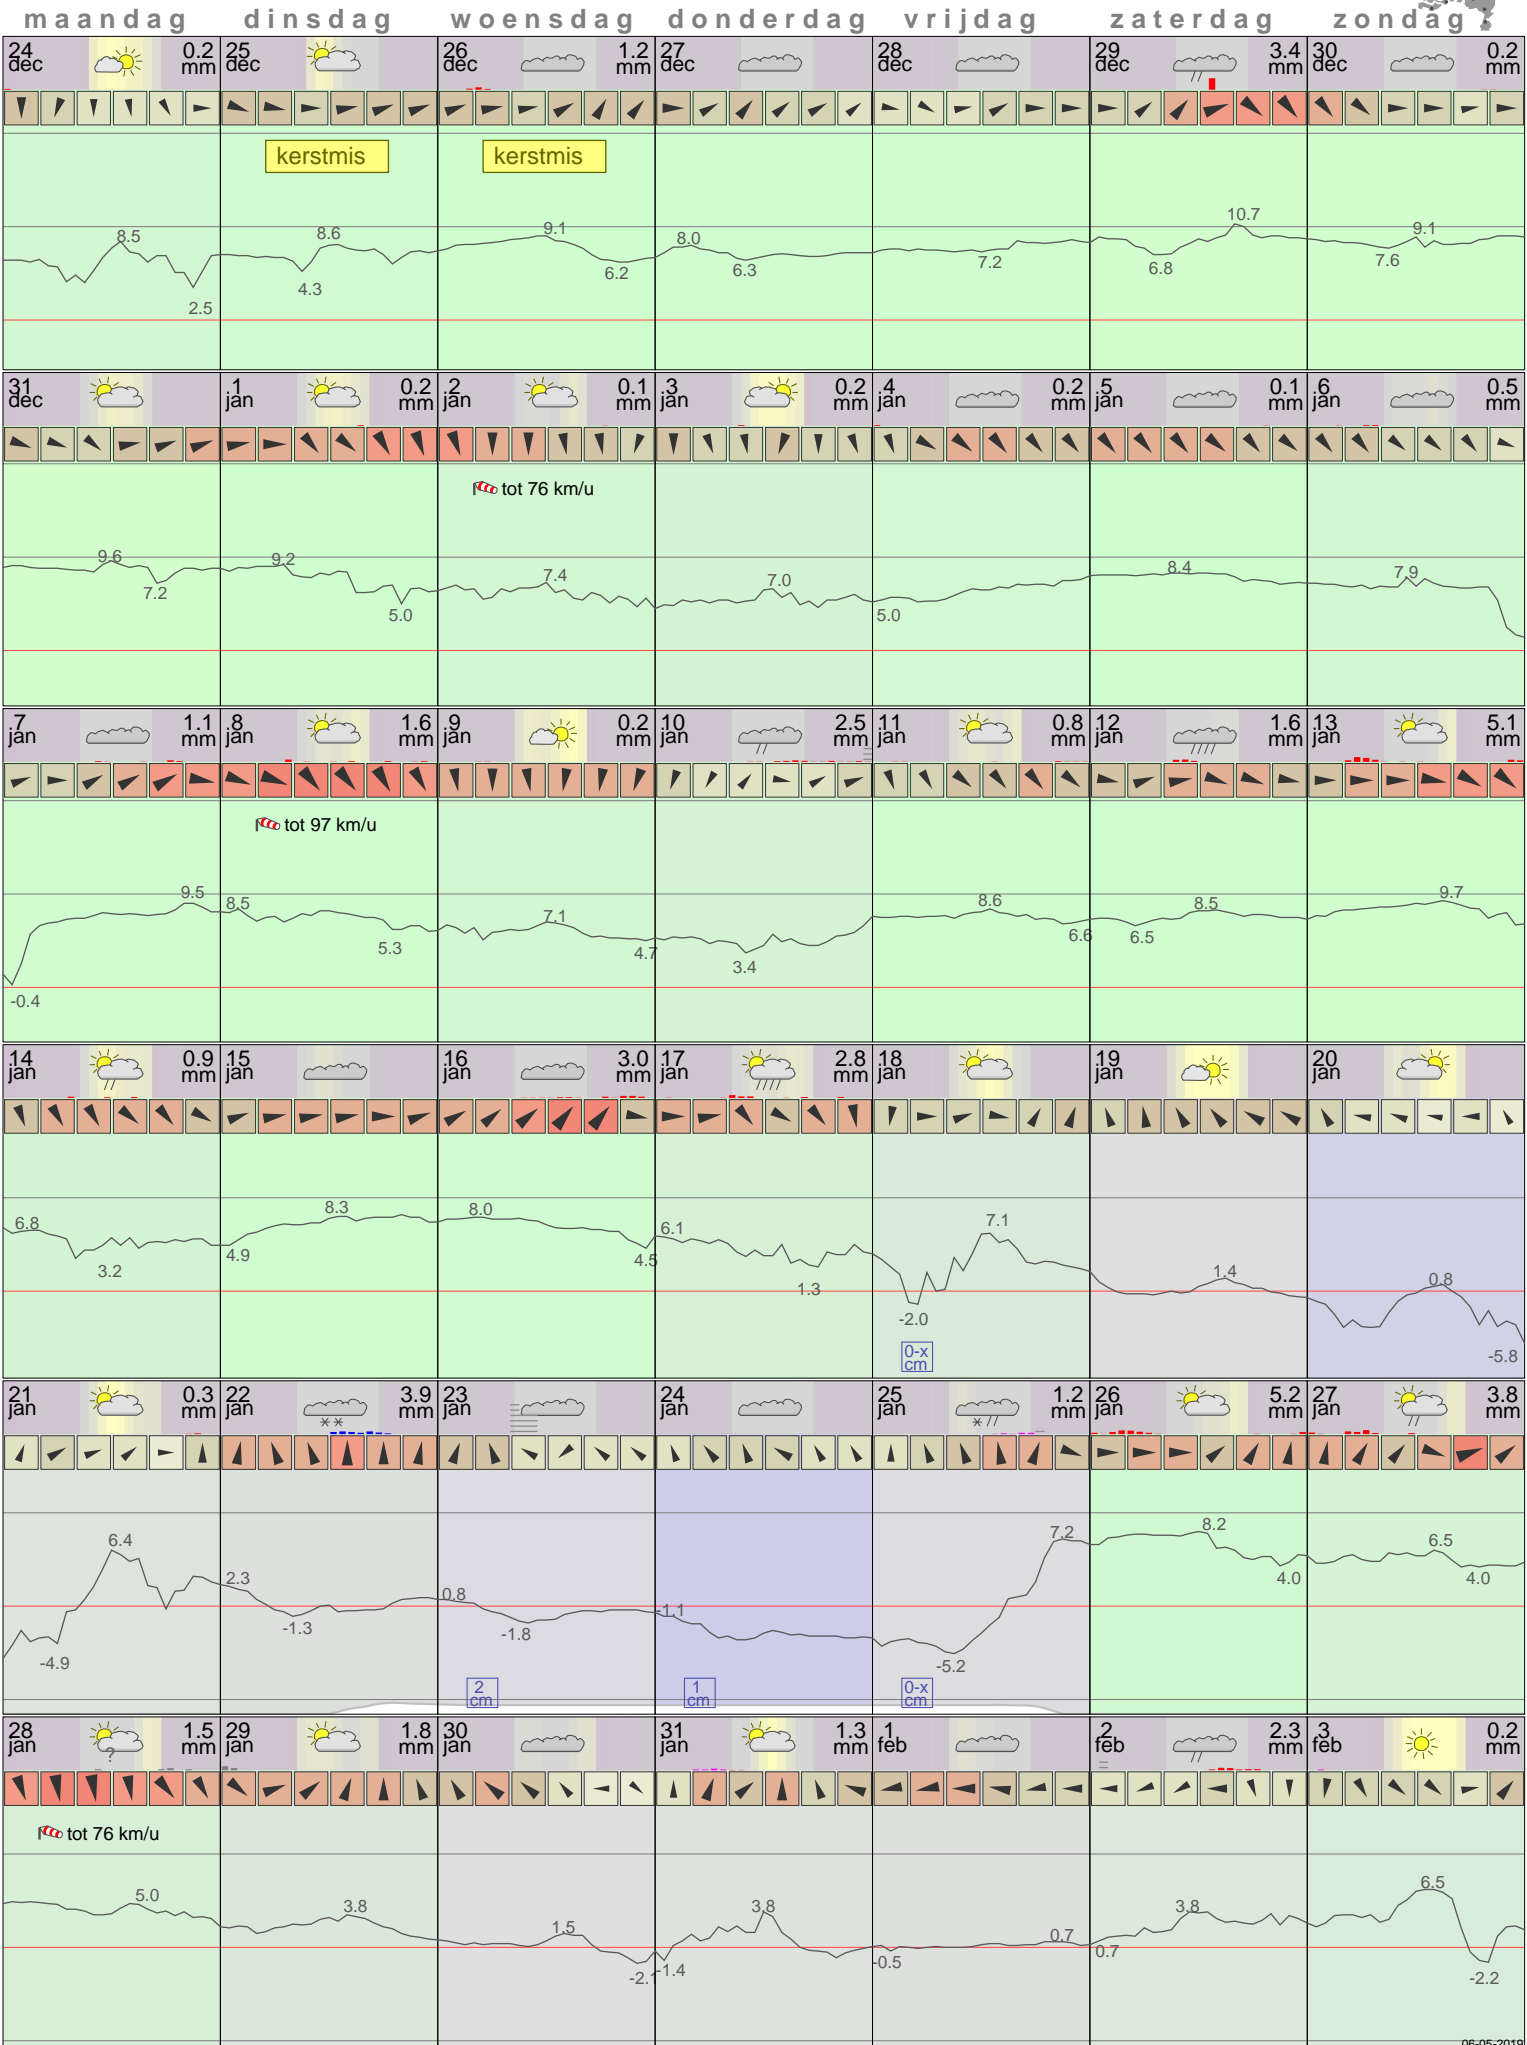 maandag dinsdag woensdag donderdag vrijdag zaterdag zondag
24 dec 0.2 mm 25 dec 26 dec 1.2 mm 27 dec 28 dec 29 dec 3.4 mm 30 dec 0.2 mm
kerstmis kerstmis
8.5 2.5 8.6 4.3 9.1 6.2 8.0 6.3 7.2 6.8 10.7 7.6 9.1
31 dec 1 jan 0.2 mm 2 jan 0.1 mm 3 jan 0.2 mm 4 jan 0.2 mm 5 jan 0.1 mm 6 jan 0.5 mm
tot 76 km/u
9.6 7.2 9.2 5.0 7.4 7.0 5.0 8.4 7.9
7 jan 1.1 mm 8 jan 1.6 mm 9 jan 0.2 mm 10 jan 2.5 mm 11 jan 0.8 mm 12 jan 1.6 mm 13 jan 5.1 mm
tot 97 km/u
-0.4 9.5 8.5 5.3 7.1 4.7 3.4 8.6 6.6 6.5 8.5 9.7
14 jan 0.9 mm 15 jan 16 jan 3.0 mm 17 jan 2.8 mm 18 jan 19 jan 20 jan
6.8 3.2 4.9 8.3 8.0 4.5 6.1 1.3 -2.0 7.1 1.4 0.8 -5.8
0-x cm
21 jan 0.3 mm 22 jan 3.9 mm 23 jan 24 jan 25 jan 1.2 mm 26 jan 5.2 mm 27 jan 3.8 mm
-4.9 6.4 2.3 -1.3 0.8 -1.8 -1.1 -5.2 7.2 8.2 4.0 6.5 4.0
2 cm 1 cm 0-x cm
28 jan ? 1.5 mm 29 jan 1.8 mm 30 jan 31 jan 1.3 mm 1 feb 2 feb 2.3 mm 3 feb 0.2 mm
tot 76 km/u
5.0 3.8 1.5 -2.1 -1.4 3.8 -0.5 0.7 0.7 3.8 6.5 -2.2
06-05-2019